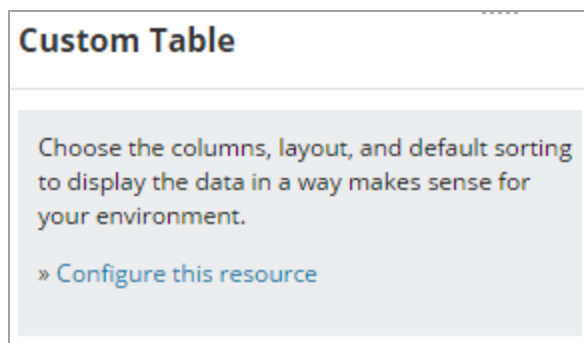 Custom Table
Choose the columns, layout, and default sorting
to display the data in a way makes sense for
your environment.
» Configure this resource